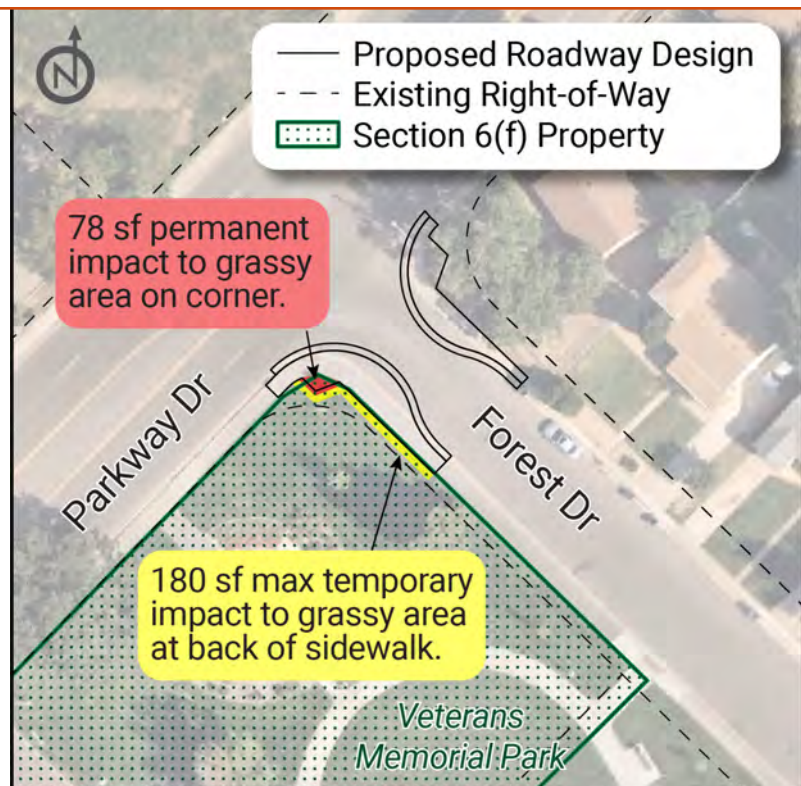 N
Proposed Roadway Design
Existing Right-of-Way
Section 6(f) Property
78 sf permanent
impact to grassy
area on corner.
Parkway Dr
Forest Dr
180 sf max temporary
impact to grassy area
at back of sidewalk.
Veterans
Memorial Park